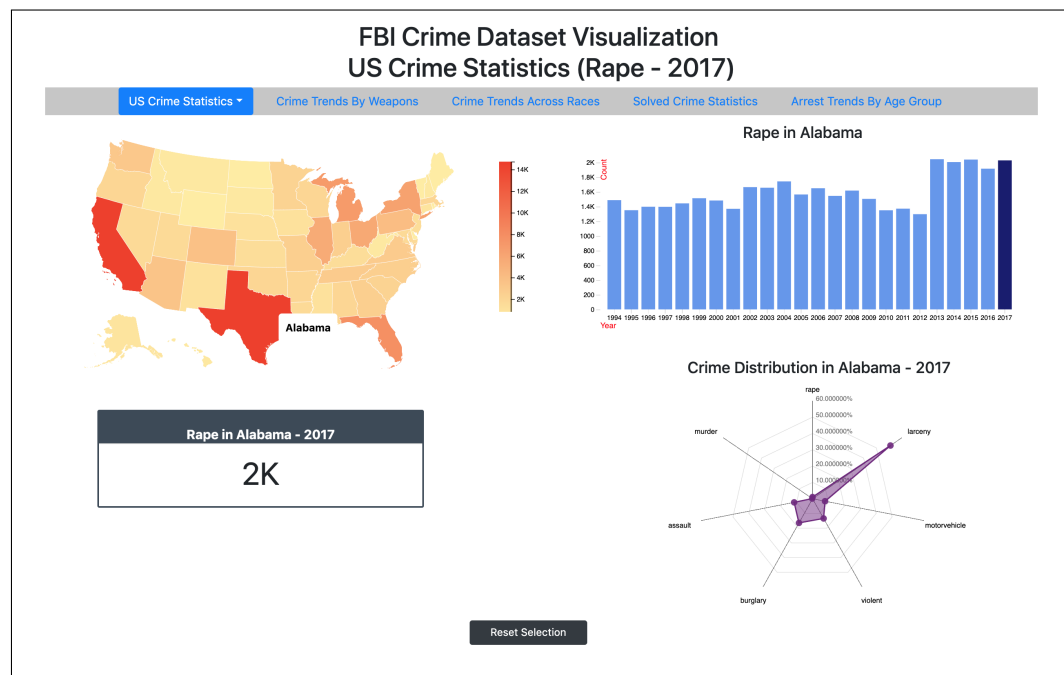 FBI Crime Dataset Visualization
US Crime Statistics (Rape - 2017)
US Crime Statistics
Crime Trends By Weapons
Crime Trends Across Races
Solved Crime Statistics
Arrest Trends By Age Group
14K
12K
10K
8K
6K
4K
2K
Alabama
Rape in Alabama
Count
2K
1.8K
1.6K
1.4K
1.2K
1000
800
600
400
200
0
1994 1995 1996 1997 1998 1999 2000 2001 2002 2003 2004 2005 2006 2007 2008 2009 2010 2011 2012 2013 2014 2015 2016 2017
Year
Rape in Alabama - 2017
2K
Crime Distribution in Alabama - 2017
rape
60.000000%
50.000000%
40.000000%
30.000000%
20.000000%
10.000000%
murder
larceny
assault
motorvehicle
burglary
violent
Reset Selection